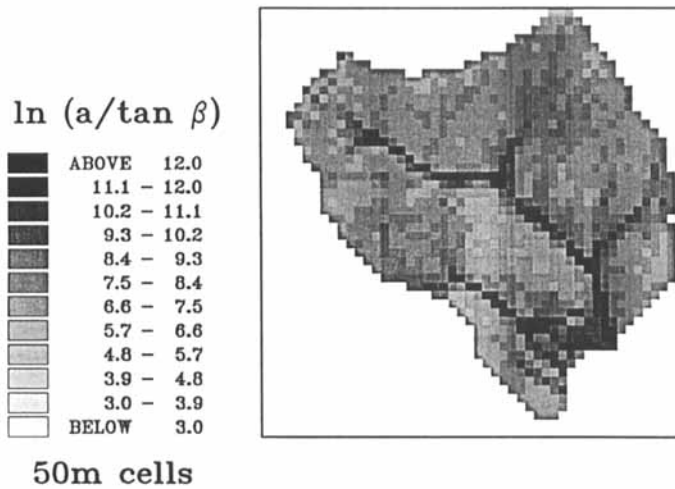 ln (a/tan β)
ABOVE 12.0
11.1 – 12.0
10.2 – 11.1
9.3 – 10.2
8.4 – 9.3
7.5 – 8.4
6.6 – 7.5
5.7 – 6.6
4.8 – 5.7
3.9 – 4.8
3.0 – 3.9
BELOW 3.0
50m cells